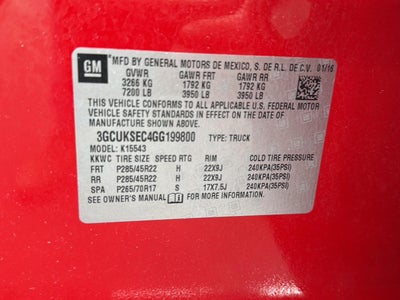 GM MFD BY GENERAL MOTORS DE MEXICO, S. DE R.L. DE C.V. 01/16
GVWR GAWR FRT GAWR RR
3266 KG 1792 KG 1792 KG
7200 LB 3950 LB 3950 LB
THIS VEHICLE CONFORMS TO ALL APPLICABLE U.S. FEDERAL MOTOR
VEHICLE SAFETY STANDARDS IN EFFECT ON THE DATE OF
MANUFACTURE SHOWN ABOVE.
3GCUKSEC4GG199800 TYPE: TRUCK
MODEL: K15543
KKWC TIRE SIZE SPEED RTG RIM COLD TIRE PRESSURE
FRT P285/45R22 H 22X9J 240KPA(35PSI)
RR P285/45R22 H 22X9J 240KPA(35PSI)
SPA P265/70R17 S 17X7.5J 240KPA(35PSI)
SEE OWNER'S MANUAL FOR MORE INFORMATION.